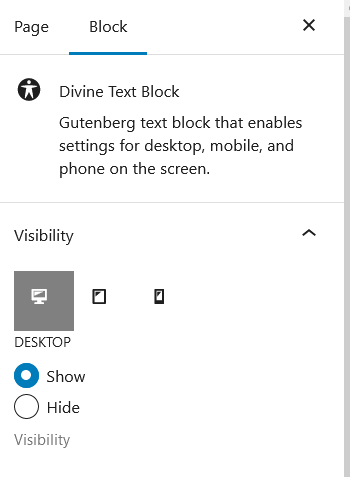 Page Block
Divine Text Block
Gutenberg text block that enables
settings for desktop, mobile, and
phone on the screen.
Visibility
DESKTOP
Show
Hide
Visibility